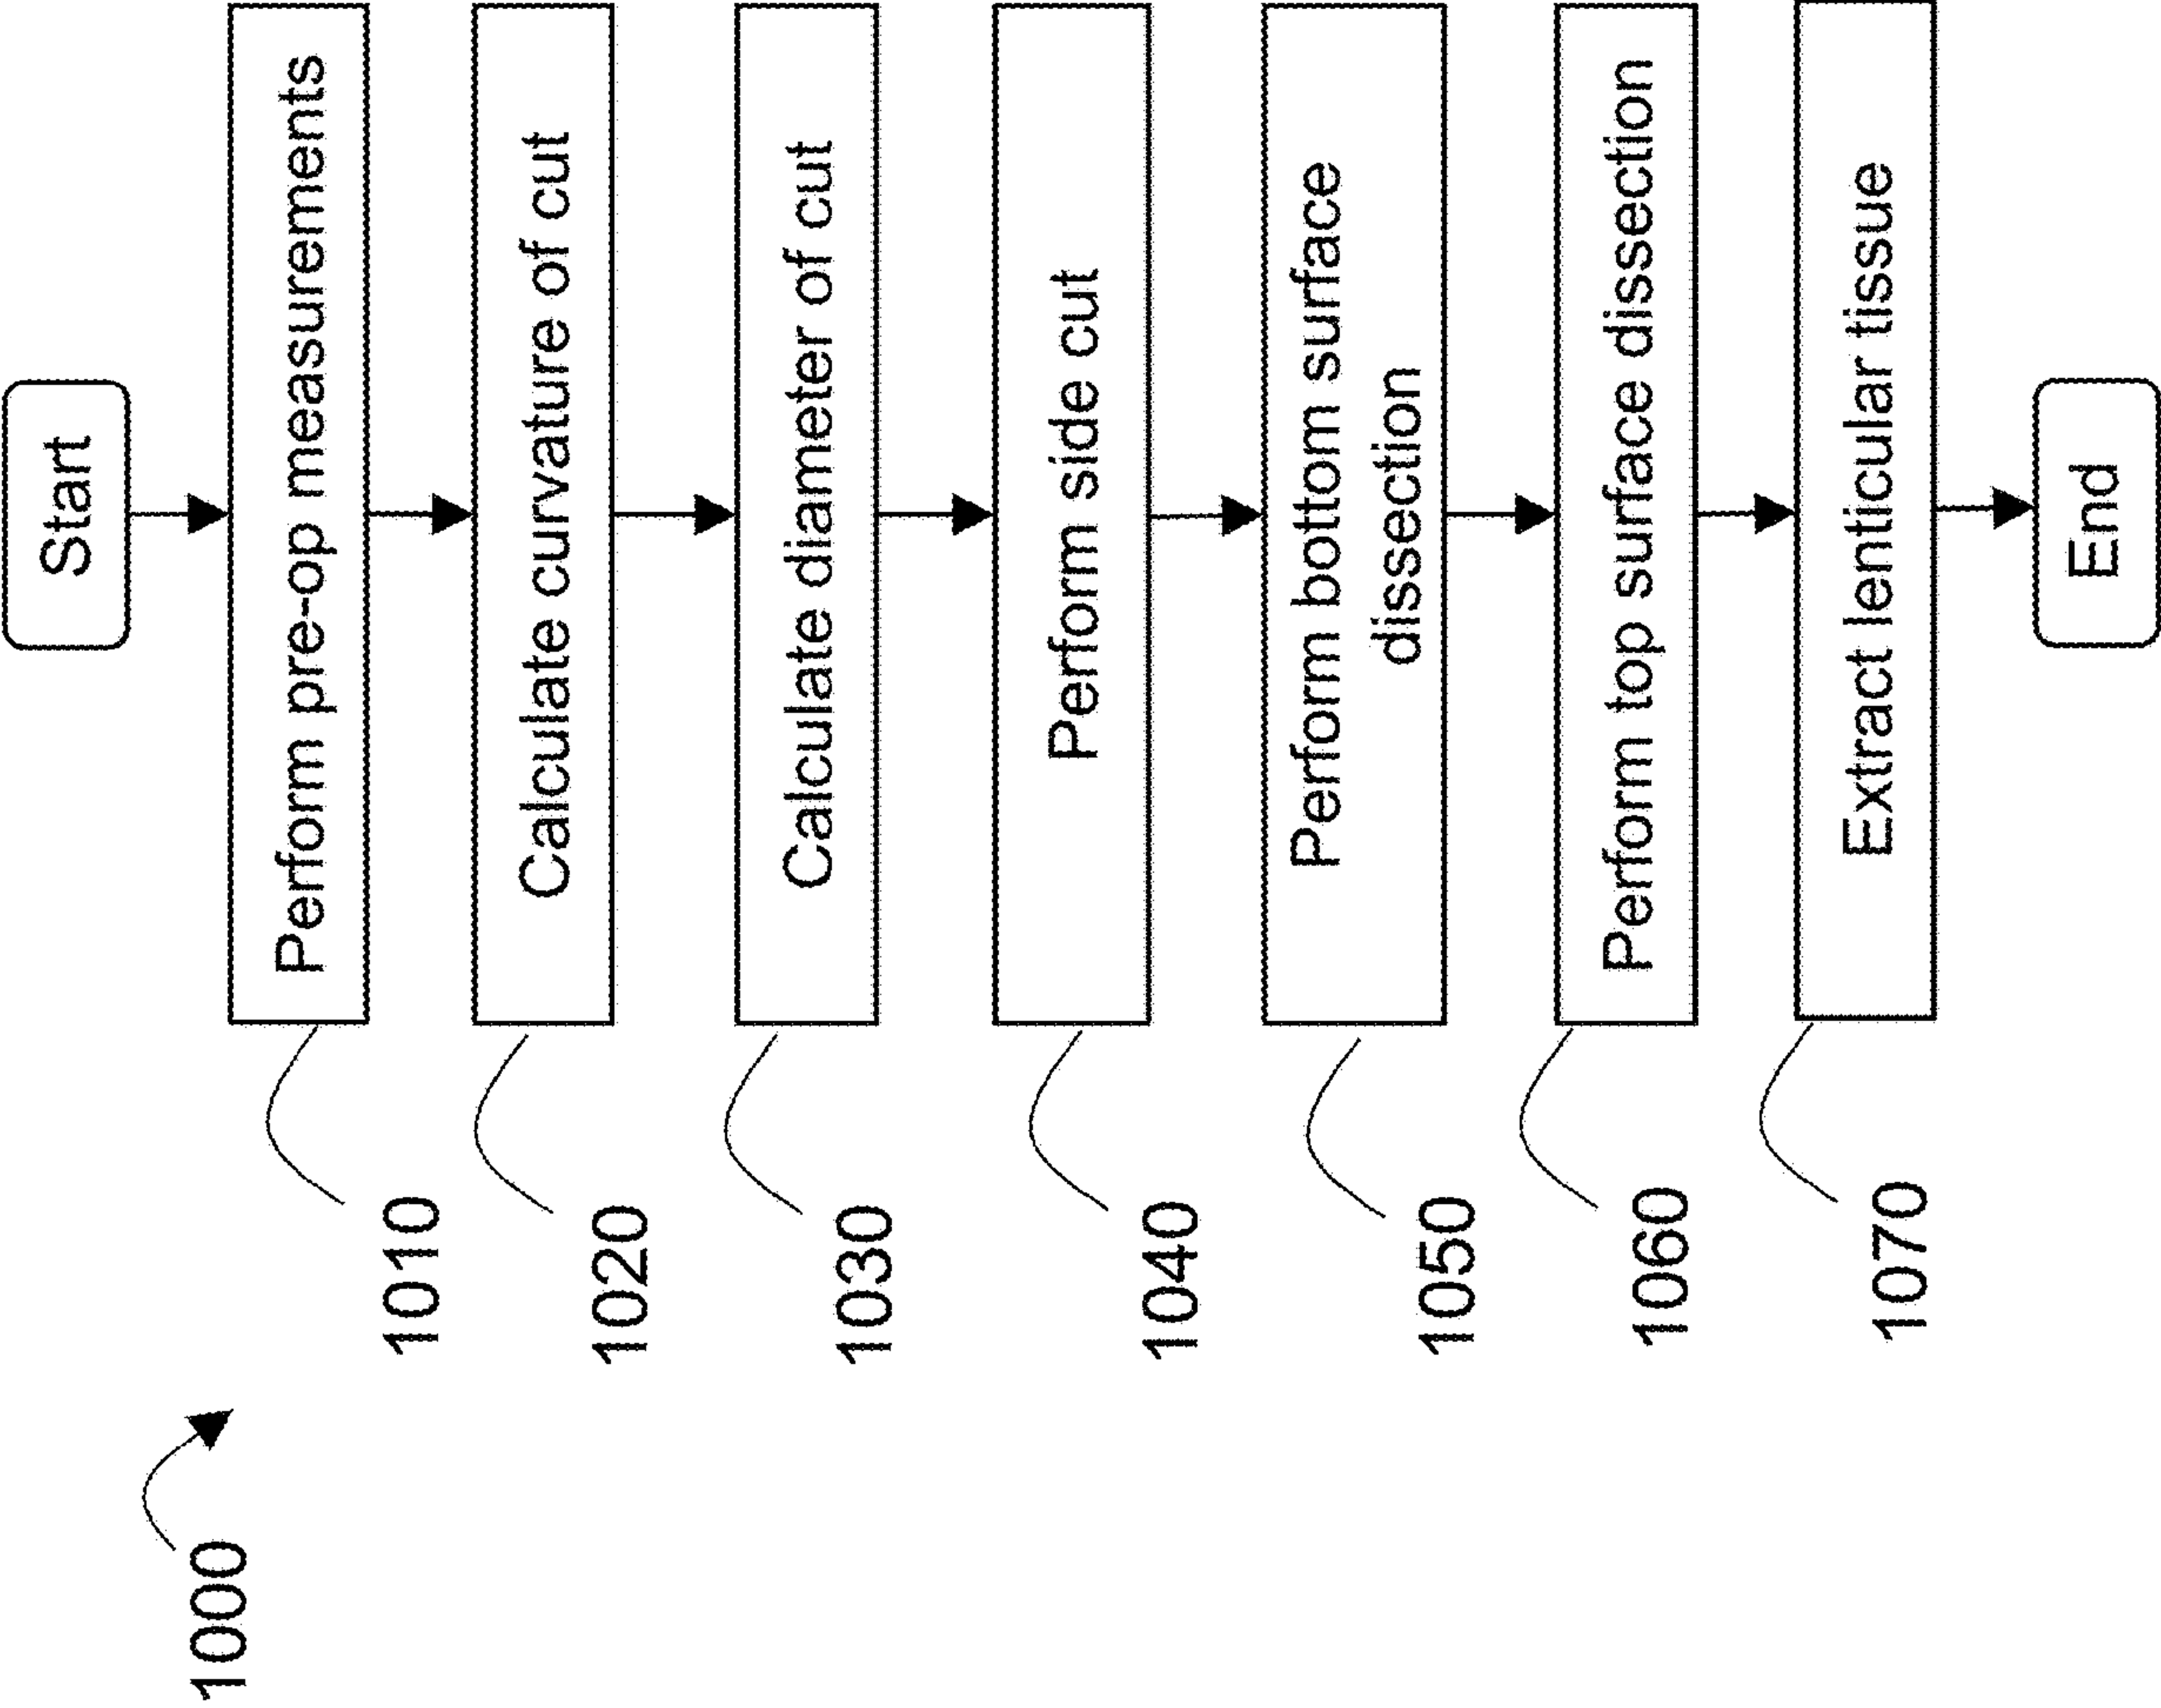 1000
Start
1010
Perform pre-op measurements
1020
Calculate curvature of cut
1030
Calculate diameter of cut
1040
Perform side cut
1050
Perform bottom surface
dissection
1060
Perform top surface dissection
1070
Extract lenticular tissue
End